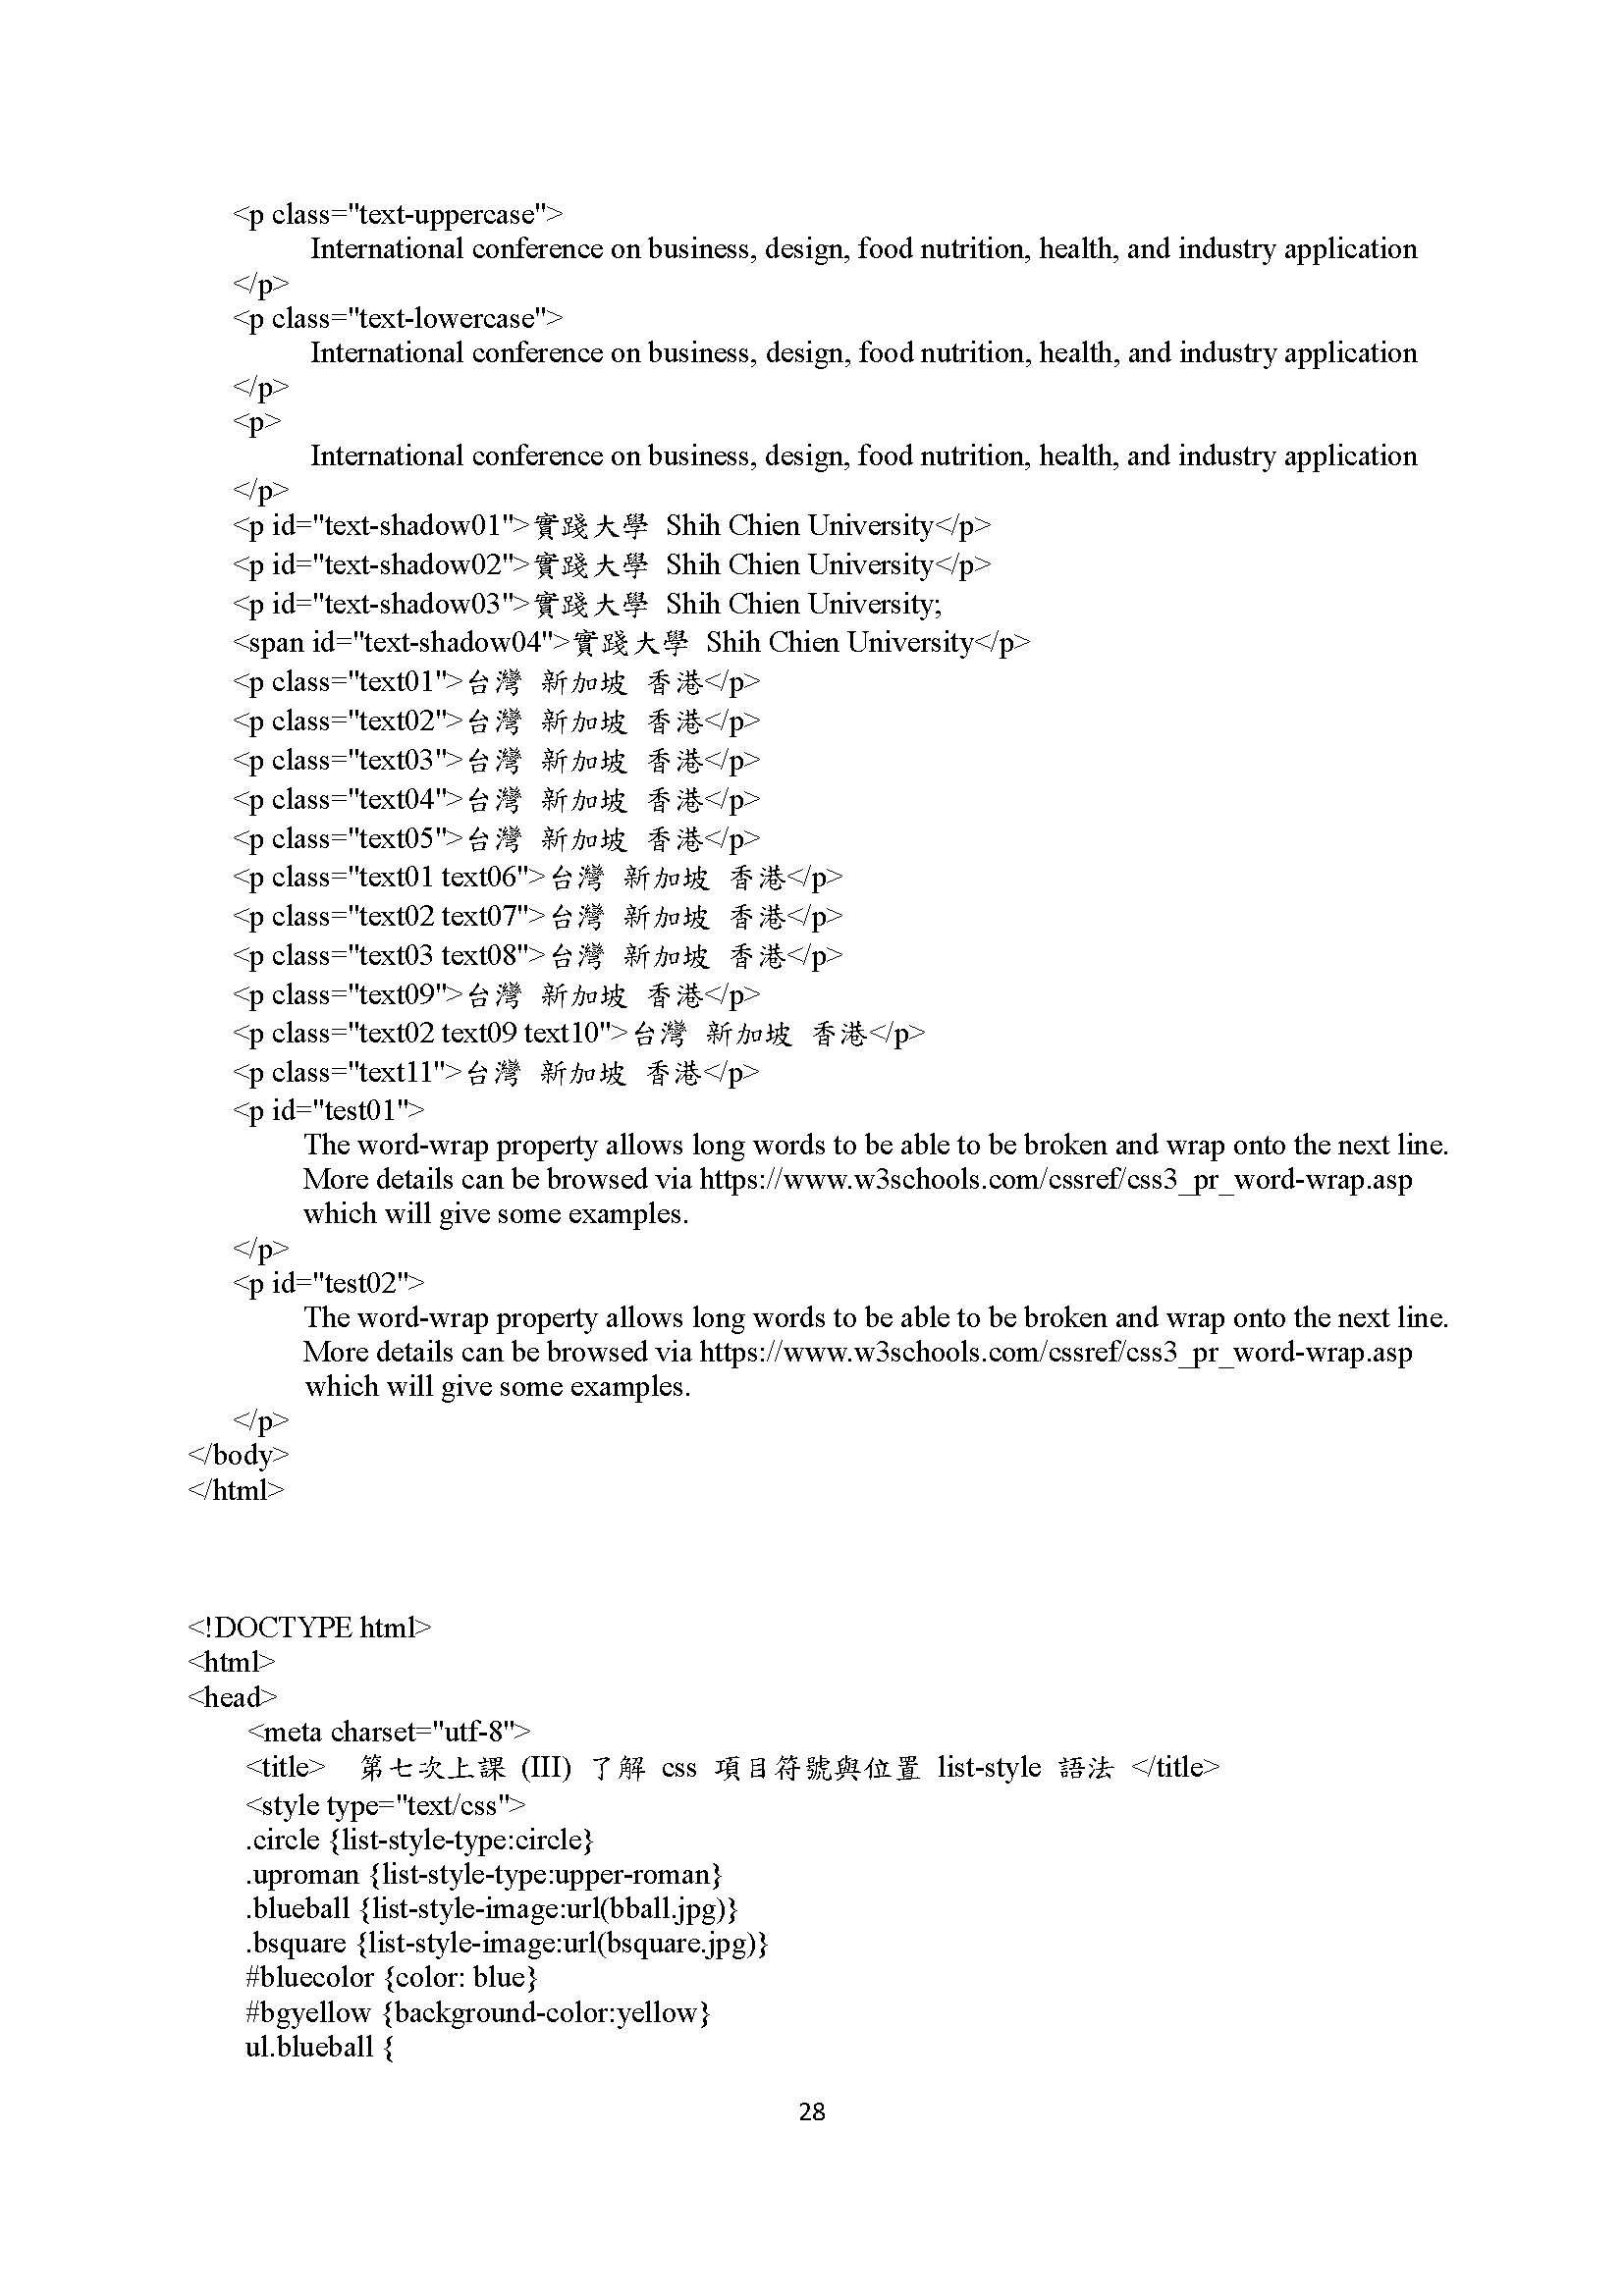 <p class="text-uppercase">
International conference on business, design, food nutrition, health, and industry application
</p>
<p class="text-lowercase">
International conference on business, design, food nutrition, health, and industry application
</p>
<p>
International conference on business, design, food nutrition, health, and industry application
</p>
<p id="text-shadow01">實踐大學 Shih Chien University</p>
<p id="text-shadow02">實踐大學 Shih Chien University</p>
<p id="text-shadow03">實踐大學 Shih Chien University;
<span id="text-shadow04">實踐大學 Shih Chien University</p>
<p class="text01">台灣 新加坡 香港</p>
<p class="text02">台灣 新加坡 香港</p>
<p class="text03">台灣 新加坡 香港</p>
<p class="text04">台灣 新加坡 香港</p>
<p class="text05">台灣 新加坡 香港</p>
<p class="text01 text06">台灣 新加坡 香港</p>
<p class="text02 text07">台灣 新加坡 香港</p>
<p class="text03 text08">台灣 新加坡 香港</p>
<p class="text09">台灣 新加坡 香港</p>
<p class="text02 text09 text10">台灣 新加坡 香港</p>
<p class="text11">台灣 新加坡 香港</p>
<p id="test01">
The word-wrap property allows long words to be able to be broken and wrap onto the next line.
More details can be browsed via https://www.w3schools.com/cssref/css3_pr_word-wrap.asp
which will give some examples.
</p>
<p id="test02">
The word-wrap property allows long words to be able to be broken and wrap onto the next line.
More details can be browsed via https://www.w3schools.com/cssref/css3_pr_word-wrap.asp
which will give some examples.
</p>
</body>
</html>
<!DOCTYPE html>
<html>
<head>
<meta charset="utf-8">
<title> 第七次上課 (III) 了解 css 項目符號與位置 list-style 語法 </title>
<style type="text/css">
.circle {list-style-type:circle}
.uproman {list-style-type:upper-roman}
.blueball {list-style-image:url(bball.jpg)}
.bsquare {list-style-image:url(bsquare.jpg)}
#bluecolor {color: blue}
#bgyellow {background-color:yellow}
ul.blueball {
28